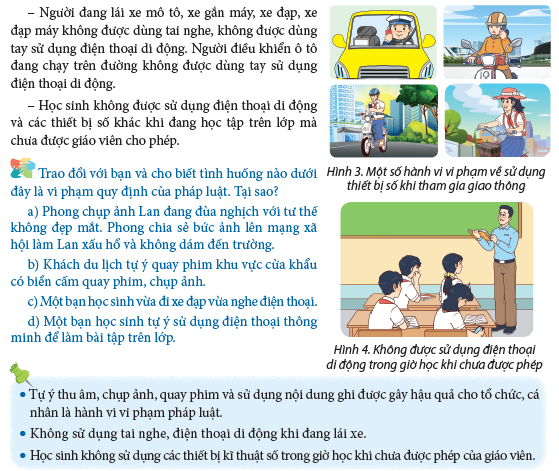 – Người đang lái xe mô tô, xe gắn máy, xe đạp, xe
đạp máy không được dùng tai nghe, không được dùng
tay sử dụng điện thoại di động. Người điều khiển ô tô
đang chạy trên đường không được dùng tay sử dụng
điện thoại di động.
– Học sinh không được sử dụng điện thoại di động
và các thiết bị số khác khi đang học tập trên lớp mà
chưa được giáo viên cho phép.
Trao đổi với bạn và cho biết tình huống nào dưới
đây là vi phạm quy định của pháp luật. Tại sao?
a) Phong chụp ảnh Lan đang đùa nghịch với tư thế
không đẹp mắt. Phong chia sẻ bức ảnh lên mạng xã
hội làm Lan xấu hổ và không dám đến trường.
b) Khách du lịch tự ý quay phim khu vực cửa khẩu
có biển cấm quay phim, chụp ảnh.
c) Một bạn học sinh vừa đi xe đạp vừa nghe điện thoại.
d) Một bạn học sinh tự ý sử dụng điện thoại thông
minh để làm bài tập trên lớp.
Hình 3. Một số hành vi vi phạm về sử dụng
thiết bị số khi tham gia giao thông
Hình 4. Không được sử dụng điện thoại
di động trong giờ học khi chưa được phép
• Tự ý thu âm, chụp ảnh, quay phim và sử dụng nội dung ghi được gây hậu quả cho tổ chức, cá
nhân là hành vi vi phạm pháp luật.
• Không sử dụng tai nghe, điện thoại di động khi đang lái xe.
• Học sinh không sử dụng các thiết bị kĩ thuật số trong giờ học khi chưa được phép của giáo viên.